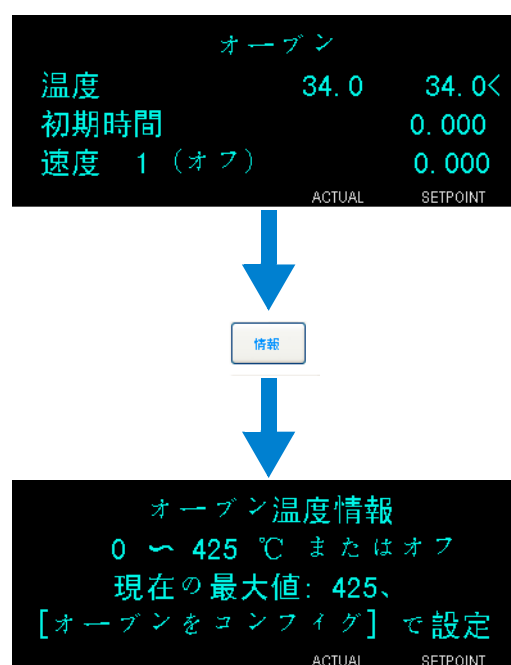 オーブン
温度 34.0 34.0<
初期時間 0.000
速度 1 (オフ) 0.000
ACTUAL SETPOINT
情報
オーブン温度情報
0 ～ 425 ℃ またはオフ
現在の最大値: 425、
[オーブンをコンフィグ] で設定
ACTUAL SETPOINT